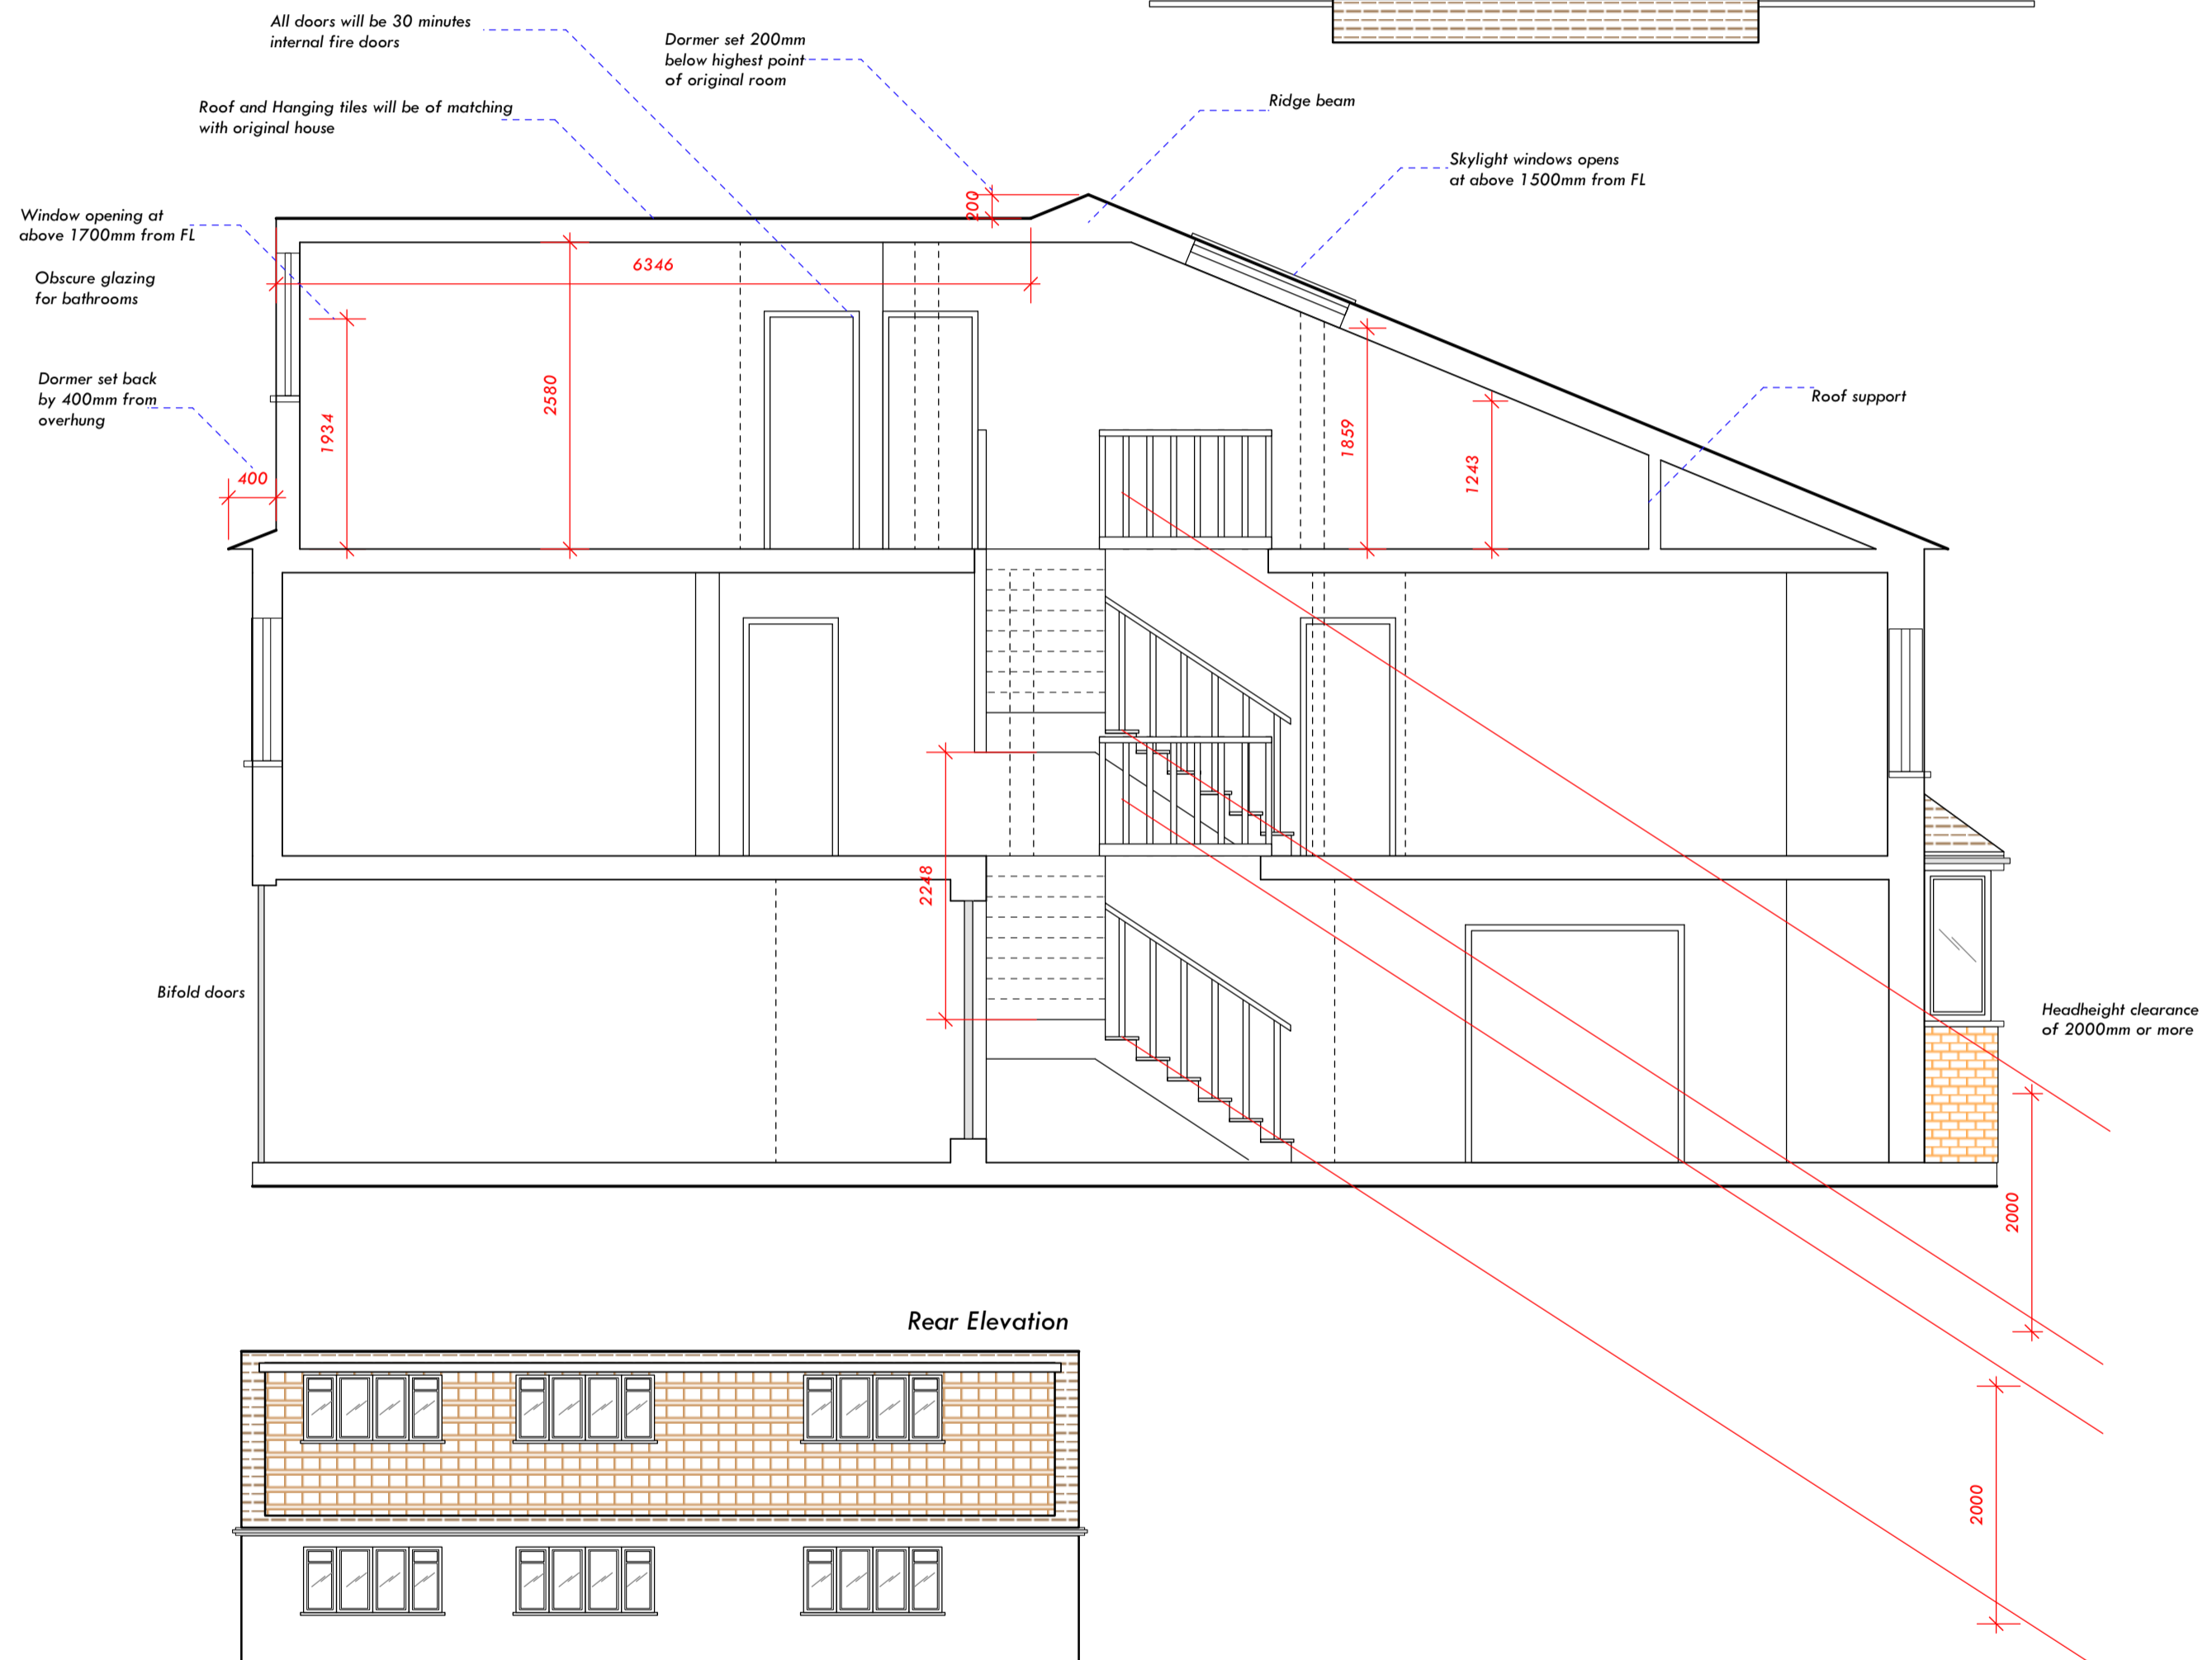 All doors will be 30 minutes
internal fire doors
Dormer set 200mm
below highest point
of original room
Roof and Hanging tiles will be of matching
with original house
Ridge beam
Skylight windows opens
at above 1500mm from FL
Window opening at
above 1700mm from FL
Obscure glazing
for bathrooms
Dormer set back
by 400mm from
overhung
200
6346
2580
1934
400
1859
1243
Roof support
2248
Bifold doors
Headheight clearance
of 2000mm or more
2000
Rear Elevation
2000